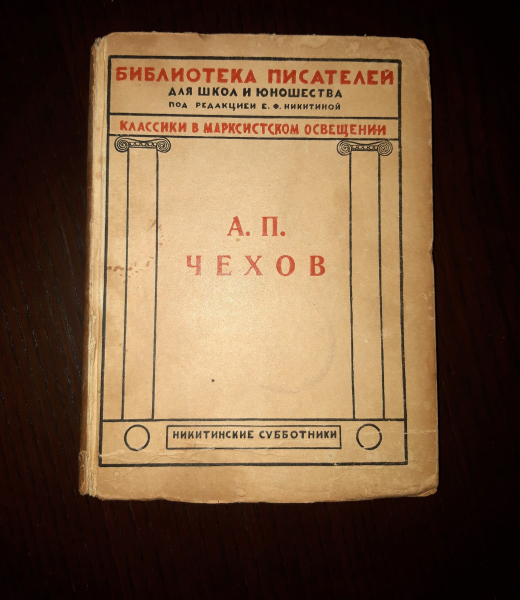 БИБЛИОТЕКА ПИСАТЕЛЕЙ
ДЛЯ ШКОЛ И ЮНОШЕСТВА
ПОД РЕДАКЦИЕЙ Е. Ф. НИКИТИНОЙ
КЛАССИКИ В МАРКСИСТСКОМ ОСВЕЩЕНИИ
А. П.
ЧЕХОВ
НИКИТИНСКИЕ СУББОТНИКИ